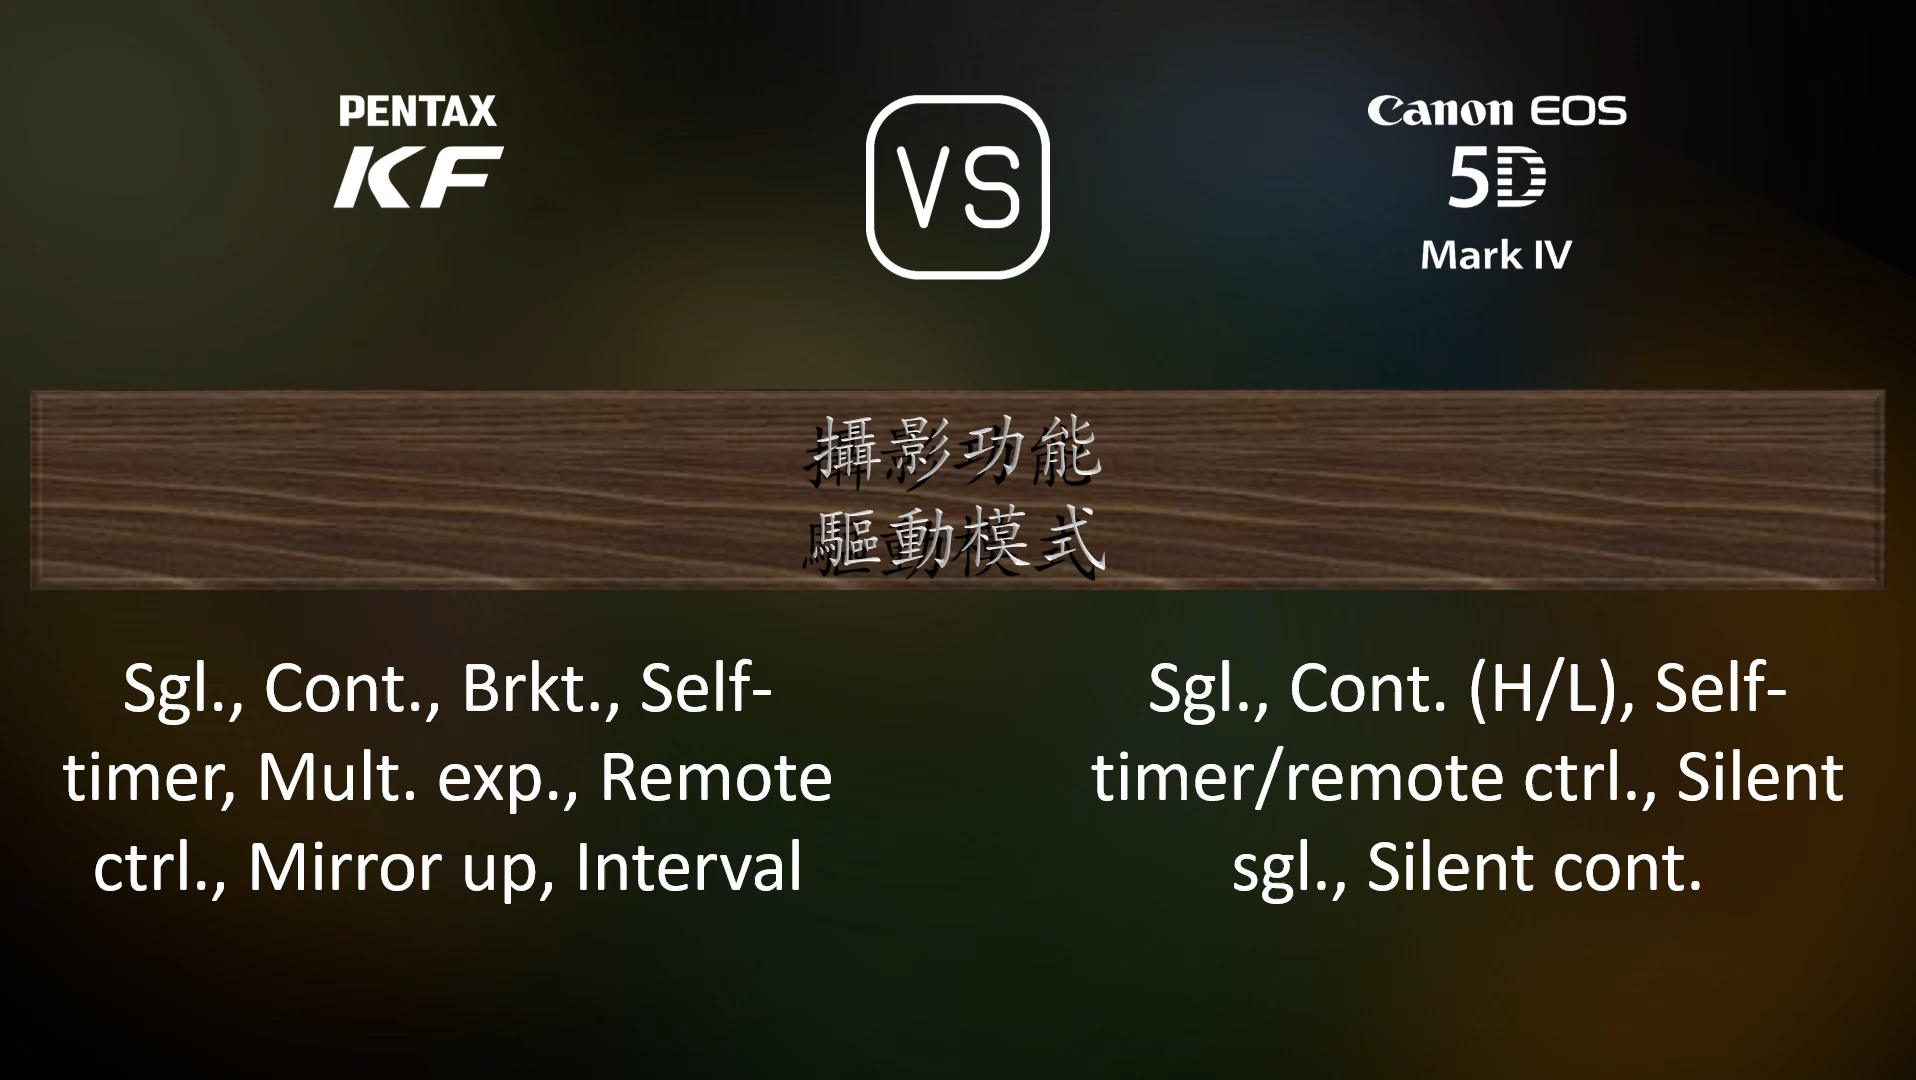 PENTAX
KF
VS
Canon EOS
5D
Mark IV
攝影功能
驅動模式
Sgl., Cont., Brkt., Self-
timer, Mult. exp., Remote
ctrl., Mirror up, Interval
Sgl., Cont. (H/L), Self-
timer/remote ctrl., Silent
sgl., Silent cont.